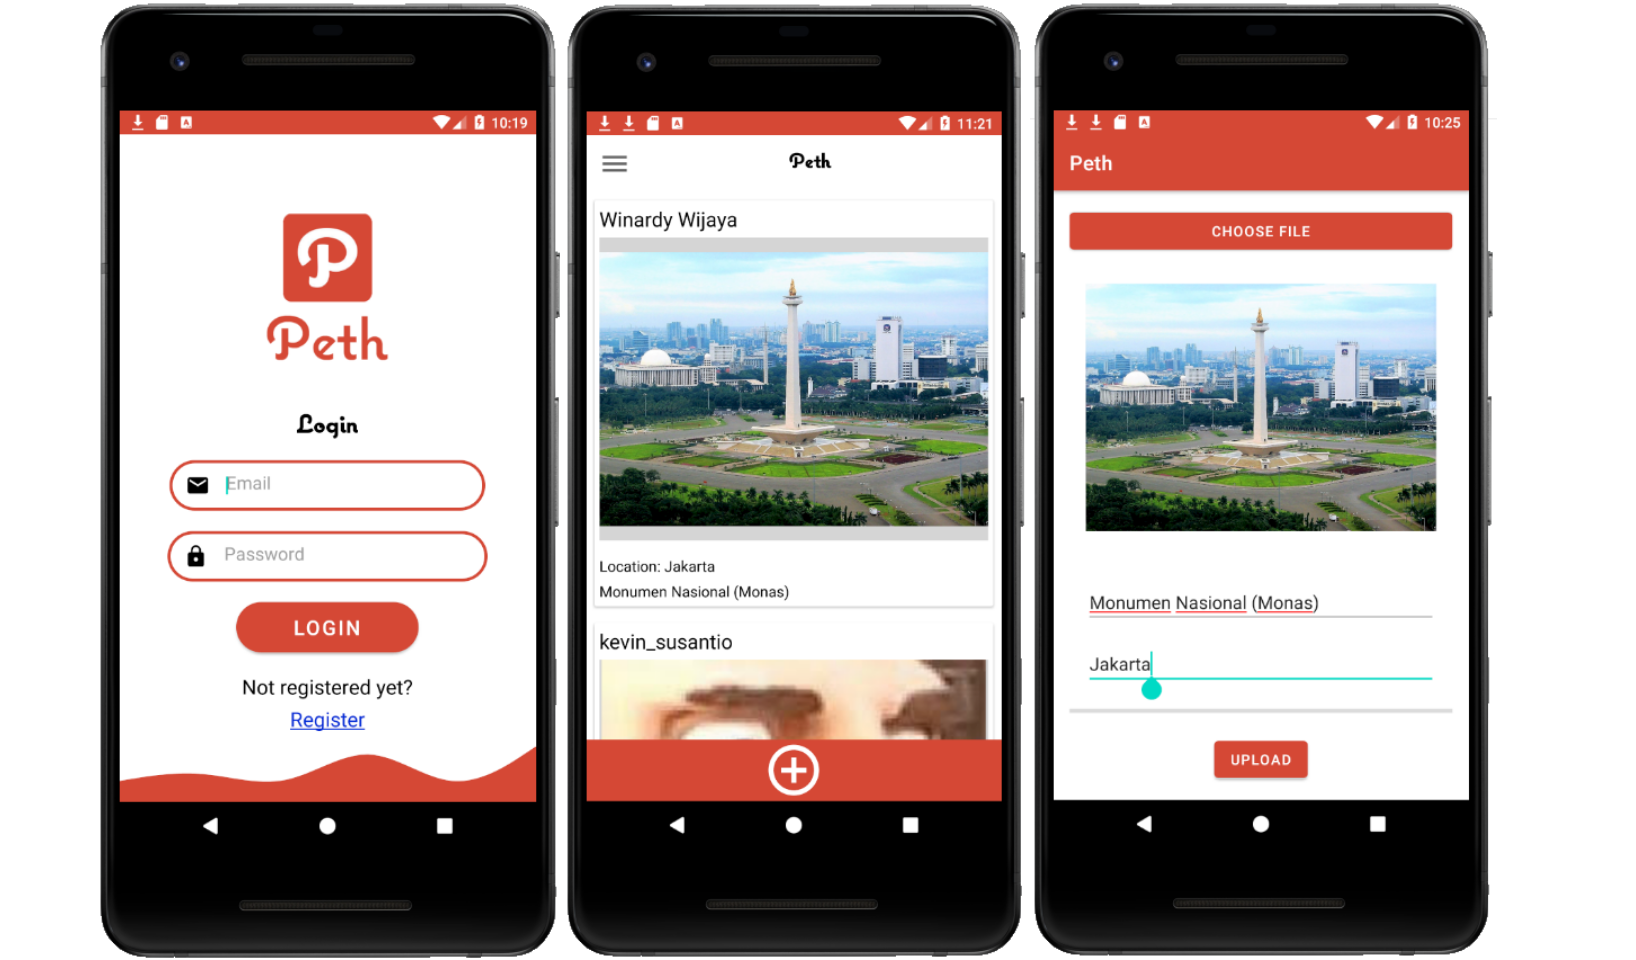 10:19
P
Peth
Login
Email
Password
LOGIN
Not registered yet?
Register
11:21
Peth
Winardy Wijaya
Location: Jakarta
Monumen Nasional (Monas)
kevin_susantio
10:25
Peth
CHOOSE FILE
Monumen Nasional (Monas)
Jakarta
UPLOAD